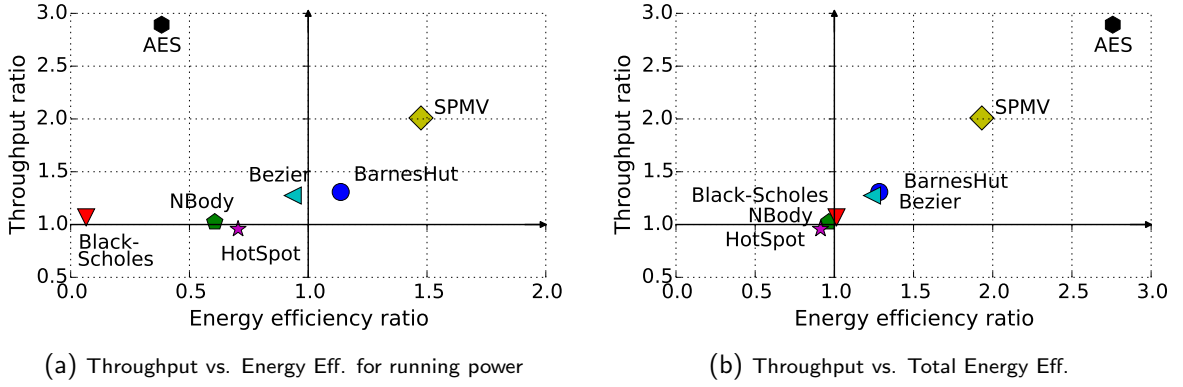 3.0
2.5
2.0
1.5
1.0
0.5
Throughput ratio
AES
SPMV
Bezier
BarnesHut
NBody
Black-
Scholes
HotSpot
0.0 0.5 1.0 1.5 2.0
Energy efficiency ratio
(a) Throughput vs. Energy Eff. for running power
3.0
2.5
2.0
1.5
1.0
0.5
Throughput ratio
AES
SPMV
BarnesHut
Black-Scholes
Bezier
NBody
HotSpot
0.0 0.5 1.0 1.5 2.0 2.5 3.0
Energy efficiency ratio
(b) Throughput vs. Total Energy Eff.